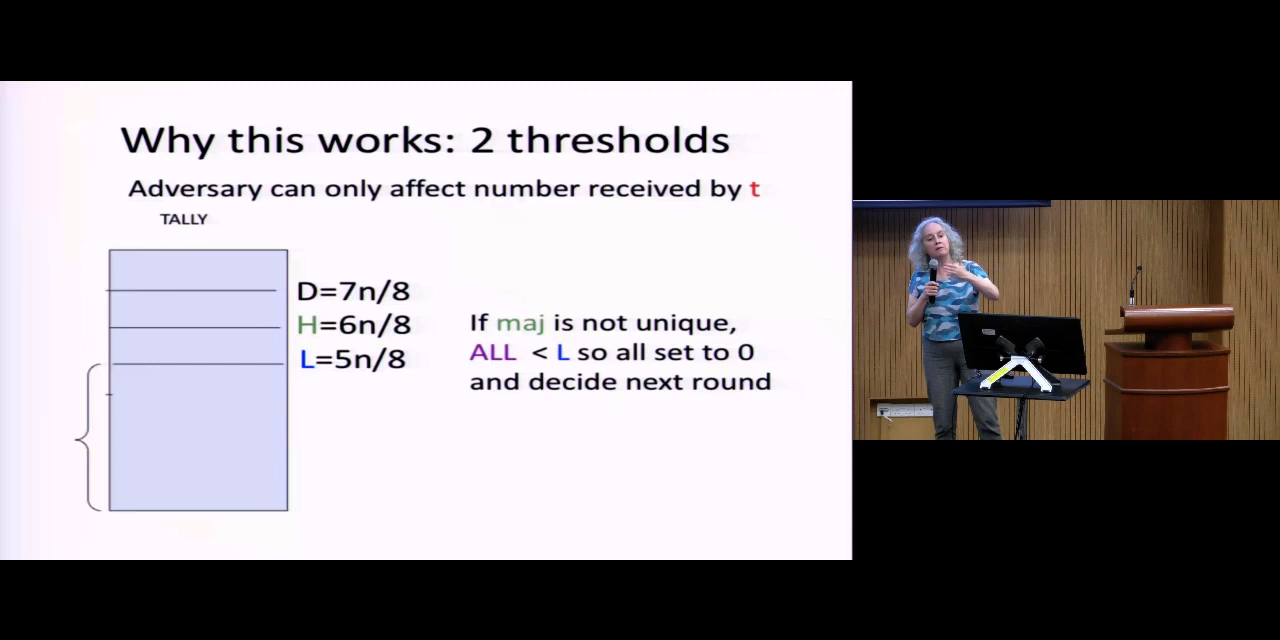 Why this works: 2 thresholds
Adversary can only affect number received by t
TALLY
D=7n/8
H=6n/8
L=5n/8
If maj is not unique,
ALL < L so all set to 0
and decide next round